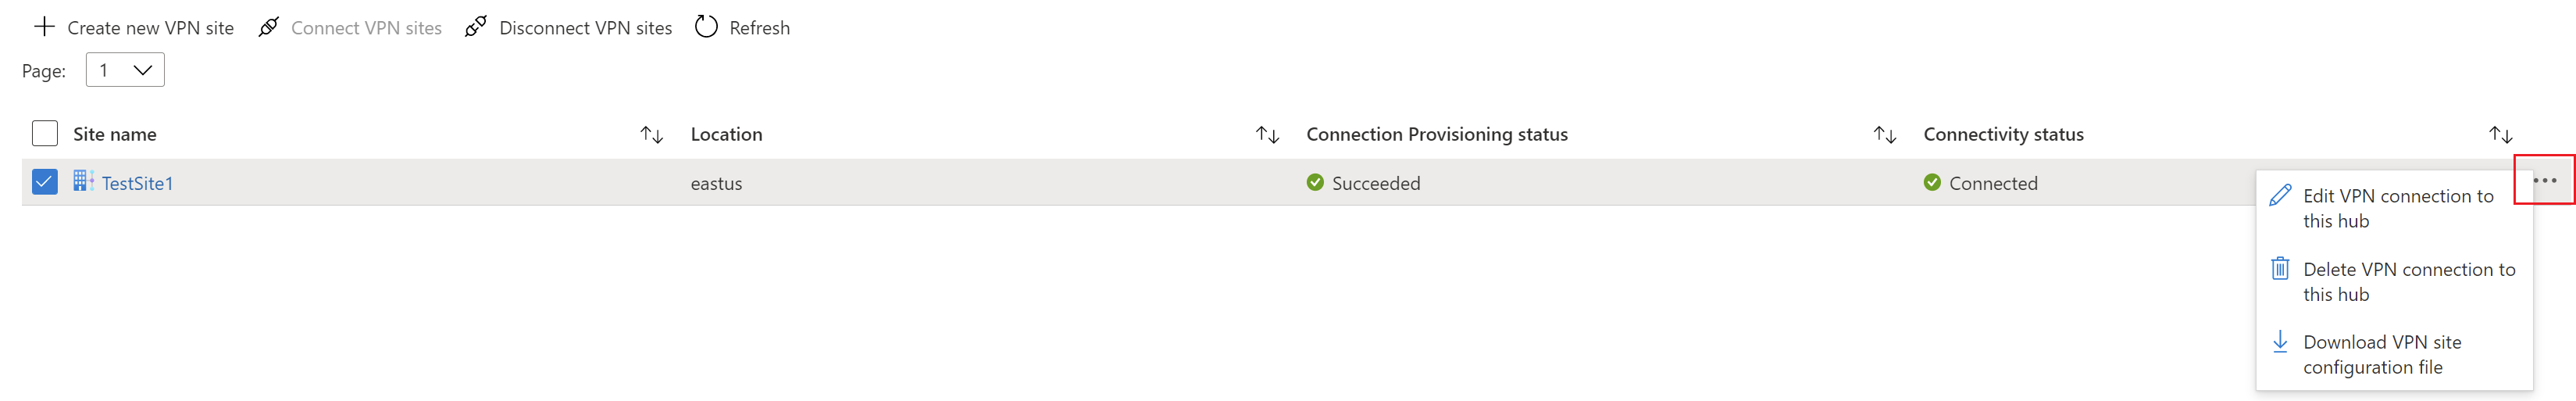 Create new VPN site Connect VPN sites Disconnect VPN sites Refresh
Page: 1
Site name Location Connection Provisioning status Connectivity status
TestSite1 eastus Succeeded Connected
Edit VPN connection to
this hub
Delete VPN connection to
this hub
Download VPN site
configuration file